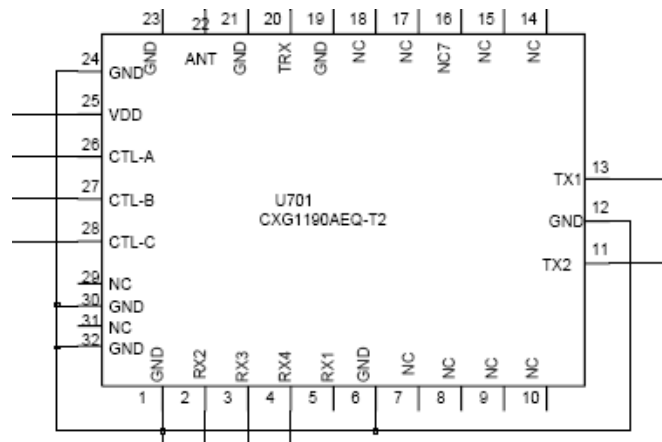 23 22 21 20 19 18 17 16 15 14
GND ANT GND TRX GND NC NC NC7 NC NC
24 GND
25 VDD
26 CTL-A
27 CTL-B
28 CTL-C
29 NC
30 GND
31 NC
32 GND
U701
CXG1190AEQ-T2
TX1 13
GND 12
TX2 11
GND RX2 RX3 RX4 RX1 GND NC NC NC NC
1 2 3 4 5 6 7 8 9 10